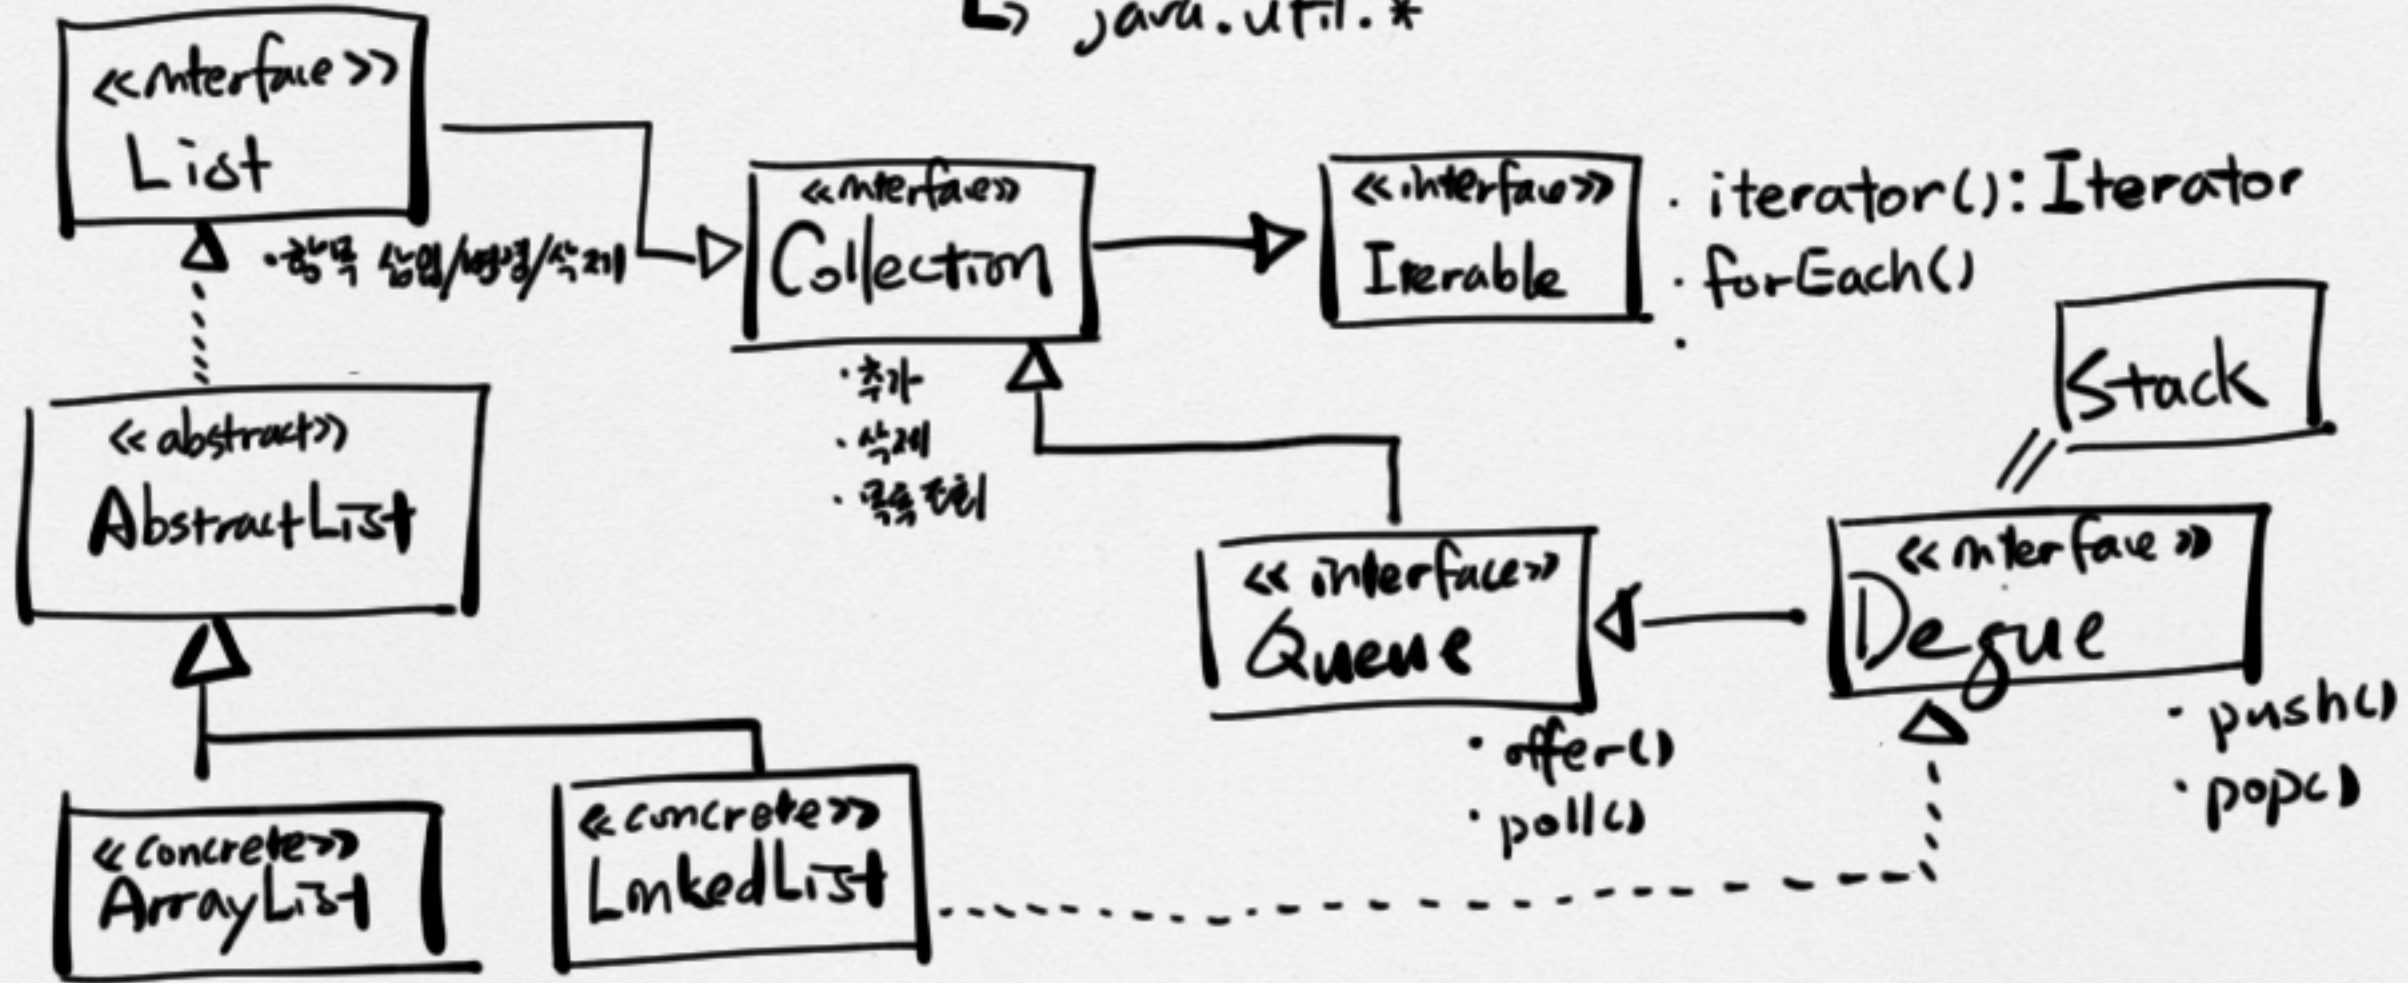 java.util.*
<<interface>>
List
·항목 삽입/변경/삭제
<<interface>>
Collection
·추가
·삭제
·목록조회
<<interface>>
Iterable
· iterator(): Iterator
· forEach()
·
Stack
<<abstract>>
AbstractList
<<interface>>
Queue
· offer()
· poll()
<<interface>>
Deque
· push()
· pop()
<<concrete>>
ArrayList
<<concrete>>
LinkedList